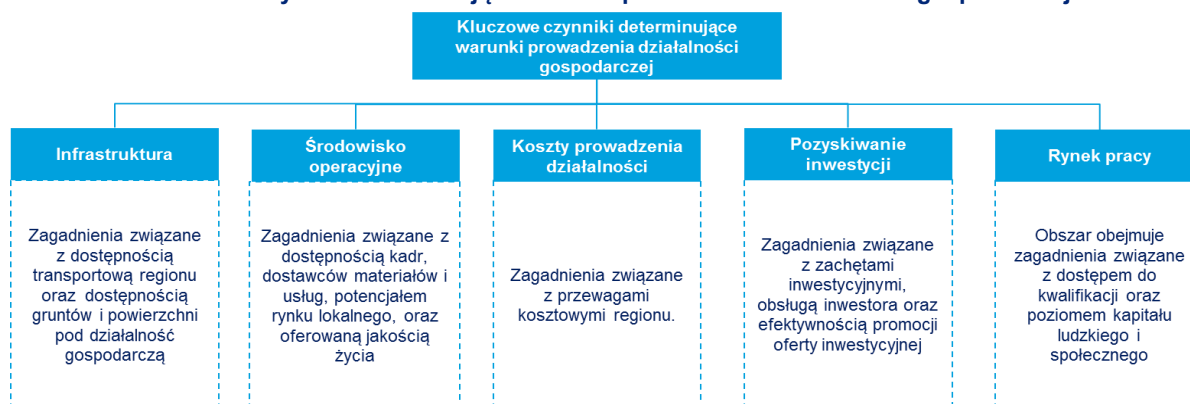 Kluczowe czynniki determinujące
warunki prowadzenia działalności
gospodarczej
Infrastruktura
Zagadnienia związane
z dostępnością
transportową regionu
oraz dostępnością
gruntów i powierzchni
pod działalność
gospodarczą
Środowisko
operacyjne
Zagadnienia związane z
dostępnością kadr,
dostawców materiałów i
usług, potencjałem
rynku lokalnego, oraz
oferowaną jakością
życia
Koszty prowadzenia
działalności
Zagadnienia związane
z przewagami
kosztowymi regionu.
Pozyskiwanie
inwestycji
Zagadnienia związane
z zachętami
inwestycyjnymi,
obsługą inwestora oraz
efektywnością promocji
oferty inwestycyjnej
Rynek pracy
Obszar obejmuje
zagadnienia związane
z dostępem do
kwalifikacji oraz
poziomem kapitału
ludzkiego i
społecznego